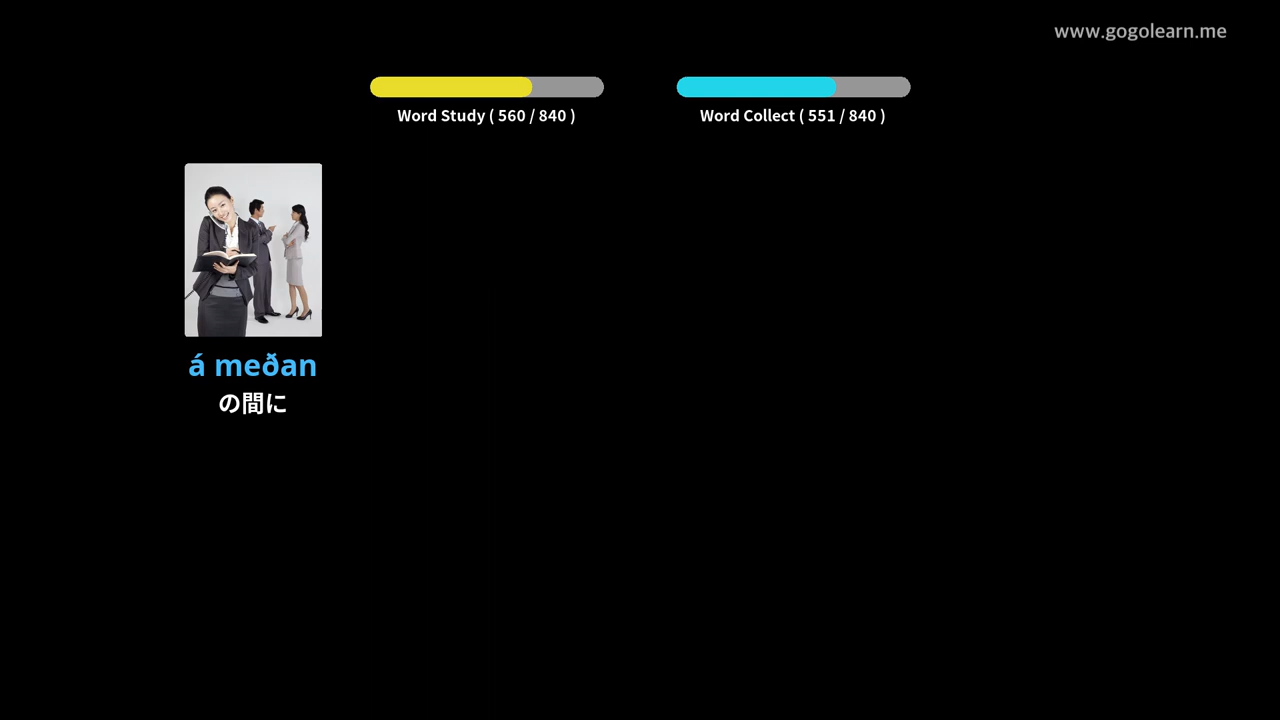 www.gogolearn.me
Word Study ( 560 / 840 )
Word Collect ( 551 / 840 )
á meðan
の間に